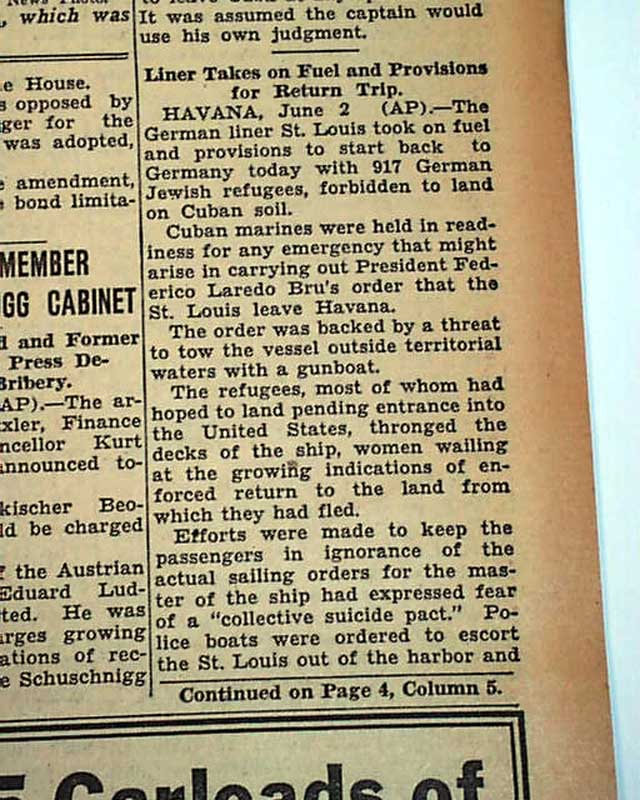 News Photo.
, which was
e House.
s opposed by
ger for the
was adopted,
e amendment,
e bond limita-
MEMBER
IGG CABINET
d and Former
Press De-
Bribery.
AP).—The ar-
xler, Finance
ncellor Kurt
announced to-
kischer Beo-
ld be charged
f the Austrian
Eduard Lud-
ted. He was
arges growing
ations of rec-
e Schuschnigg
It was assumed the captain would
use his own judgment.
Liner Takes on Fuel and Provisions
for Return Trip.
HAVANA, June 2 (AP).—The
German liner St. Louis took on fuel
and provisions to start back to
Germany today with 917 German
Jewish refugees, forbidden to land
on Cuban soil.
Cuban marines were held in read-
iness for any emergency that might
arise in carrying out President Fed-
erico Laredo Bru's order that the
St. Louis leave Havana.
The order was backed by a threat
to tow the vessel outside territorial
waters with a gunboat.
The refugees, most of whom had
hoped to land pending entrance into
the United States, thronged the
decks of the ship, women wailing
at the growing indications of en-
forced return to the land from
which they had fled.
Efforts were made to keep the
passengers in ignorance of the
actual sailing orders for the mas-
ter of the ship had expressed fear
of a "collective suicide pact." Po-
lice boats were ordered to escort
the St. Louis out of the harbor and
Continued on Page 4, Column 5.
5 Carloads of